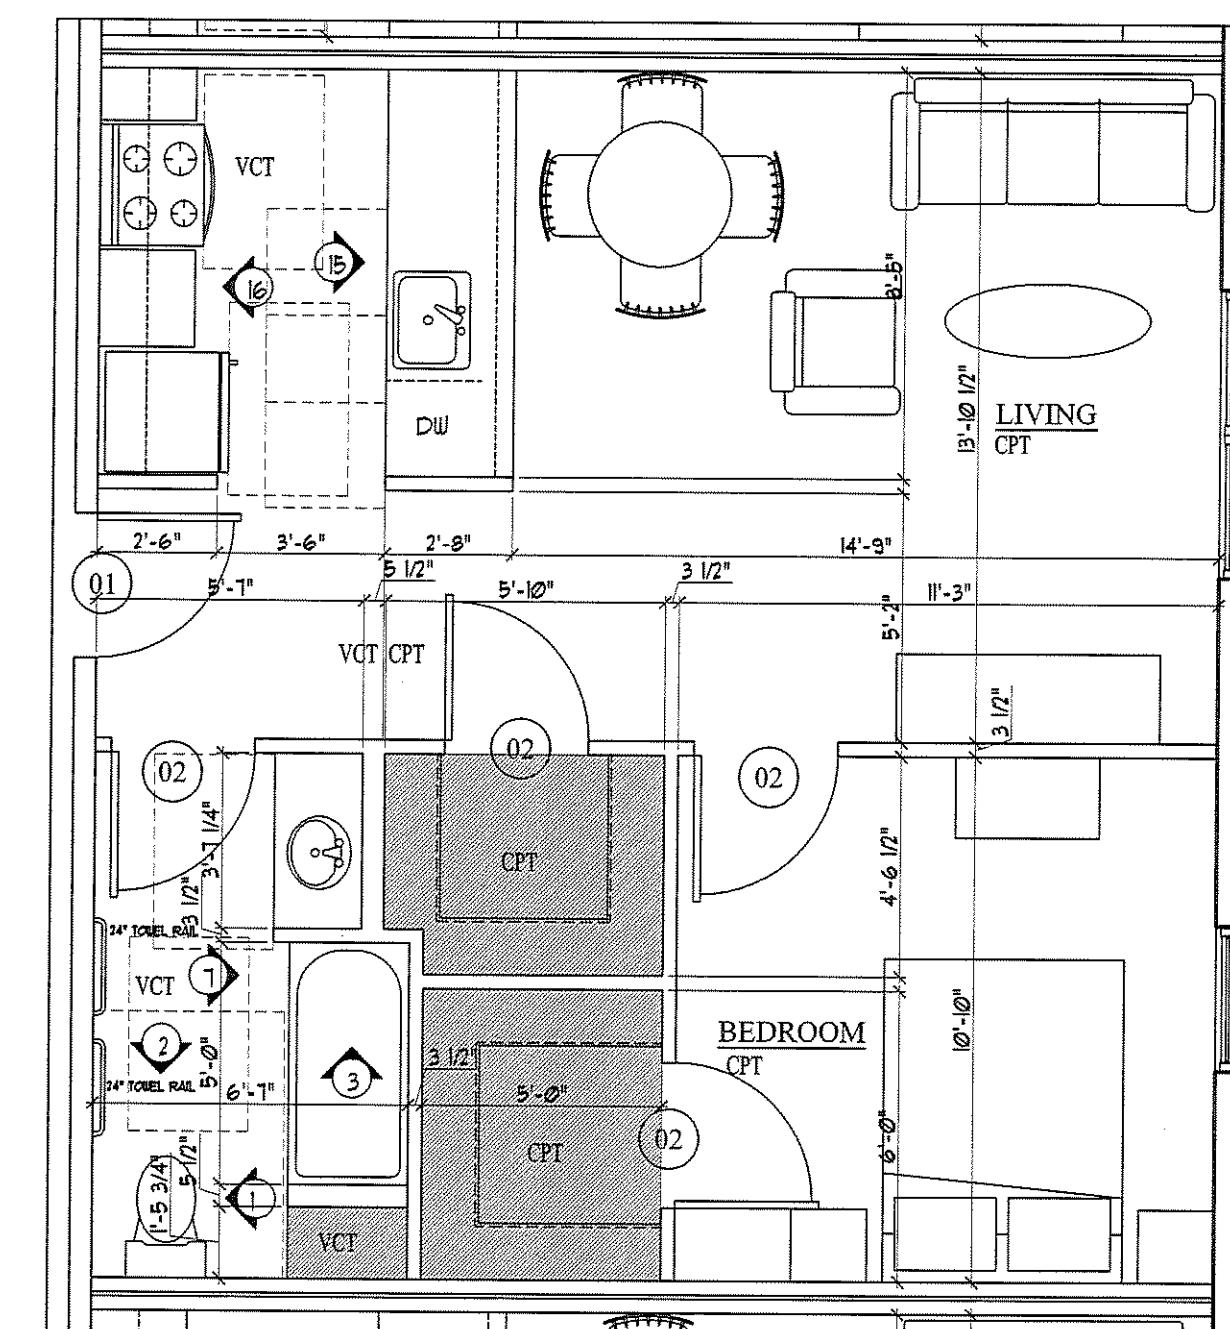 VCT
15
16
8'-5"
13'-10 1/2"
LIVING
CPT
DW
2'-6"
3'-6"
2'-8"
14'-9"
01
5'-7"
5 1/2"
5'-10"
3 1/2"
11'-3"
5'-2"
VCT
CPT
3 1/2"
02
02
02
3'-7 1/4"
CPT
4'-6 1/2"
3 1/2"
24" TOWEL RAIL
VCT
7
2
5'-0"
10'-10"
BEDROOM
CPT
3 1/2"
3
24" TOWEL RAIL
6'-7"
5'-0"
02
CPT
6'-0"
5 1/2"
1'-5 3/4"
1
VCT